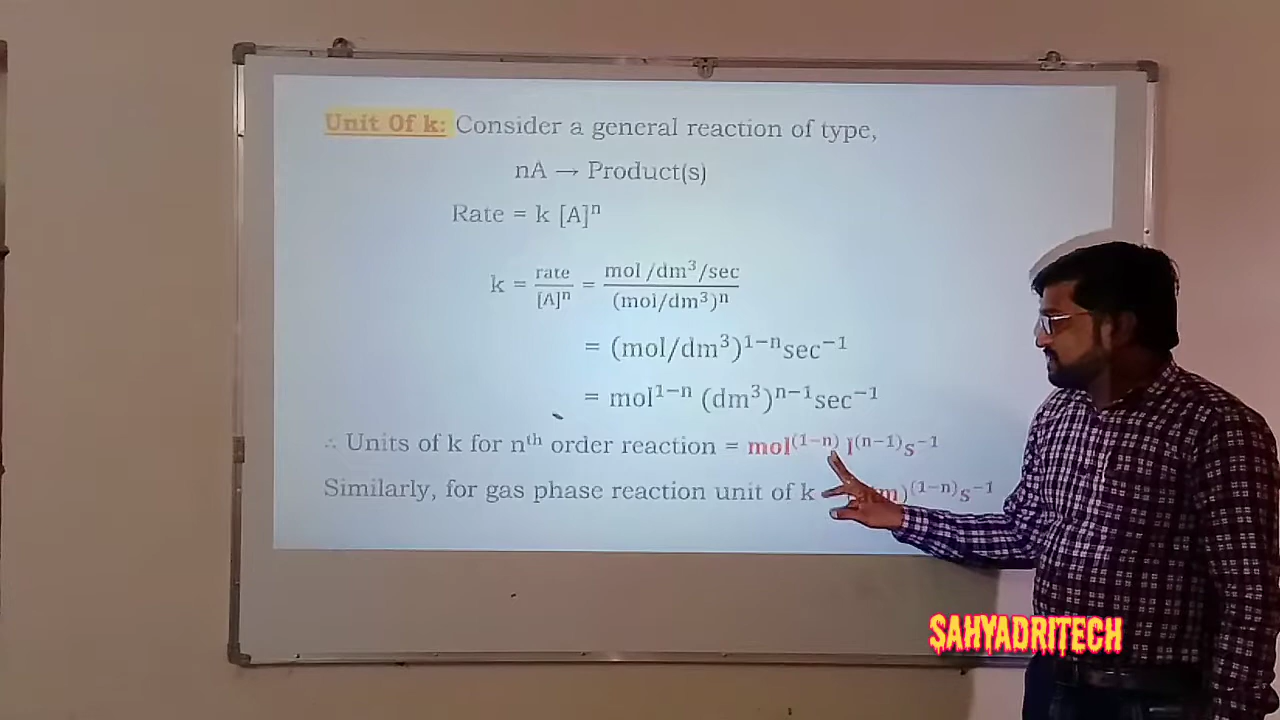 Unit Of k: Consider a general reaction of type,
nA → Product(s)
Rate = k [A]ⁿ
k = rate/[A]ⁿ = (mol /dm³/sec)/(mol/dm³)ⁿ
= (mol/dm³)¹⁻ⁿsec⁻¹
= mol¹⁻ⁿ (dm³)ⁿ⁻¹sec⁻¹
∴ Units of k for nᵗʰ order reaction = mol⁽¹⁻ⁿ⁾ l⁽ⁿ⁻¹⁾s⁻¹
Similarly, for gas phase reaction unit of k atm)⁽¹⁻ⁿ⁾s⁻¹
SAHYADRITECH